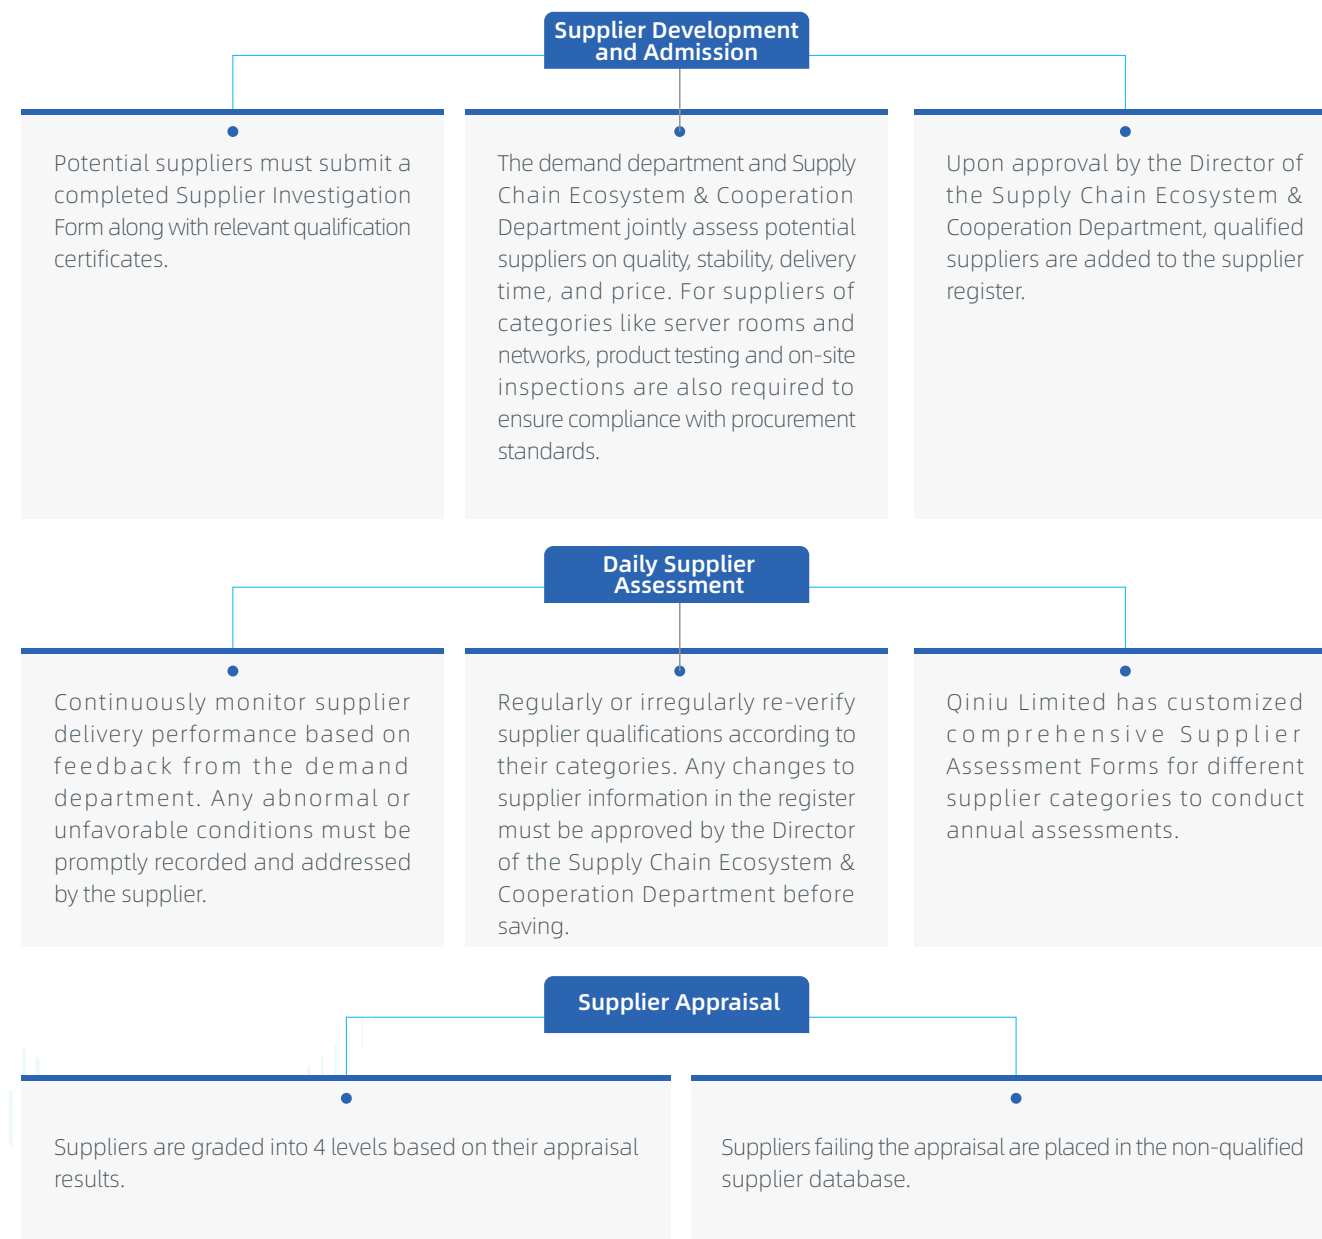 Supplier Development
and Admission
Potential suppliers must submit a
completed Supplier Investigation
Form along with relevant qualification
certificates.
The demand department and Supply
Chain Ecosystem & Cooperation
Department jointly assess potential
suppliers on quality, stability, delivery
time, and price. For suppliers of
categories like server rooms and
networks, product testing and on-site
inspections are also required to
ensure compliance with procurement
standards.
Upon approval by the Director of
the Supply Chain Ecosystem &
Cooperation Department, qualified
suppliers are added to the supplier
register.
Daily Supplier
Assessment
Continuously monitor supplier
delivery performance based on
feedback from the demand
department. Any abnormal or
unfavorable conditions must be
promptly recorded and addressed
by the supplier.
Regularly or irregularly re-verify
supplier qualifications according to
their categories. Any changes to
supplier information in the register
must be approved by the Director
of the Supply Chain Ecosystem &
Cooperation Department before
saving.
Qiniu Limited has customized
comprehensive Supplier
Assessment Forms for different
supplier categories to conduct
annual assessments.
Supplier Appraisal
Suppliers are graded into 4 levels based on their appraisal
results.
Suppliers failing the appraisal are placed in the non-qualified
supplier database.